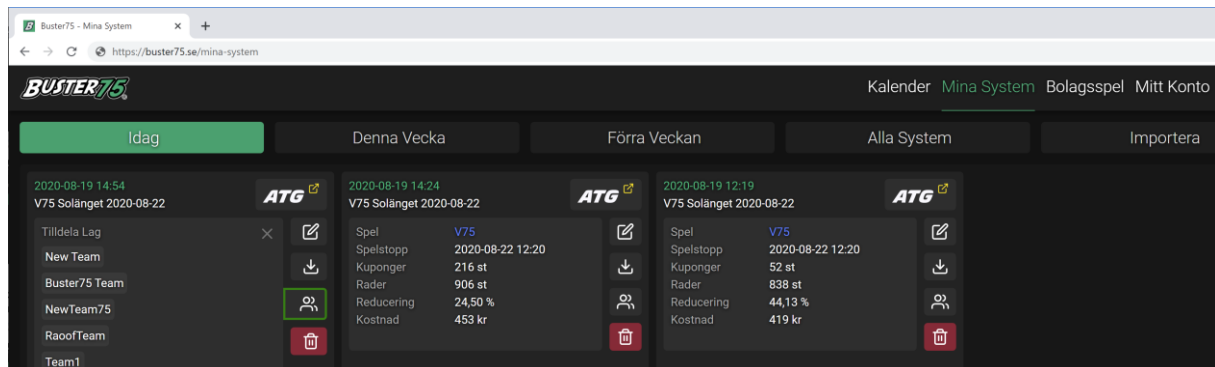 Buster75 - Mina System
https://buster75.se/mina-system
BUSTER75
Kalender Mina System Bolagsspel Mitt Konto
Idag
Denna Vecka
Förra Veckan
Alla System
Importera
2020-08-19 14:54
V75 Solänget 2020-08-22
ATG
Tilldela Lag
New Team
Buster75 Team
NewTeam75
RaoofTeam
Team1
2020-08-19 14:24
V75 Solänget 2020-08-22
ATG
Spel V75
Spelstopp 2020-08-22 12:20
Kuponger 216 st
Rader 906 st
Reducering 24,50 %
Kostnad 453 kr
2020-08-19 12:19
V75 Solänget 2020-08-22
ATG
Spel V75
Spelstopp 2020-08-22 12:20
Kuponger 52 st
Rader 838 st
Reducering 44,13 %
Kostnad 419 kr